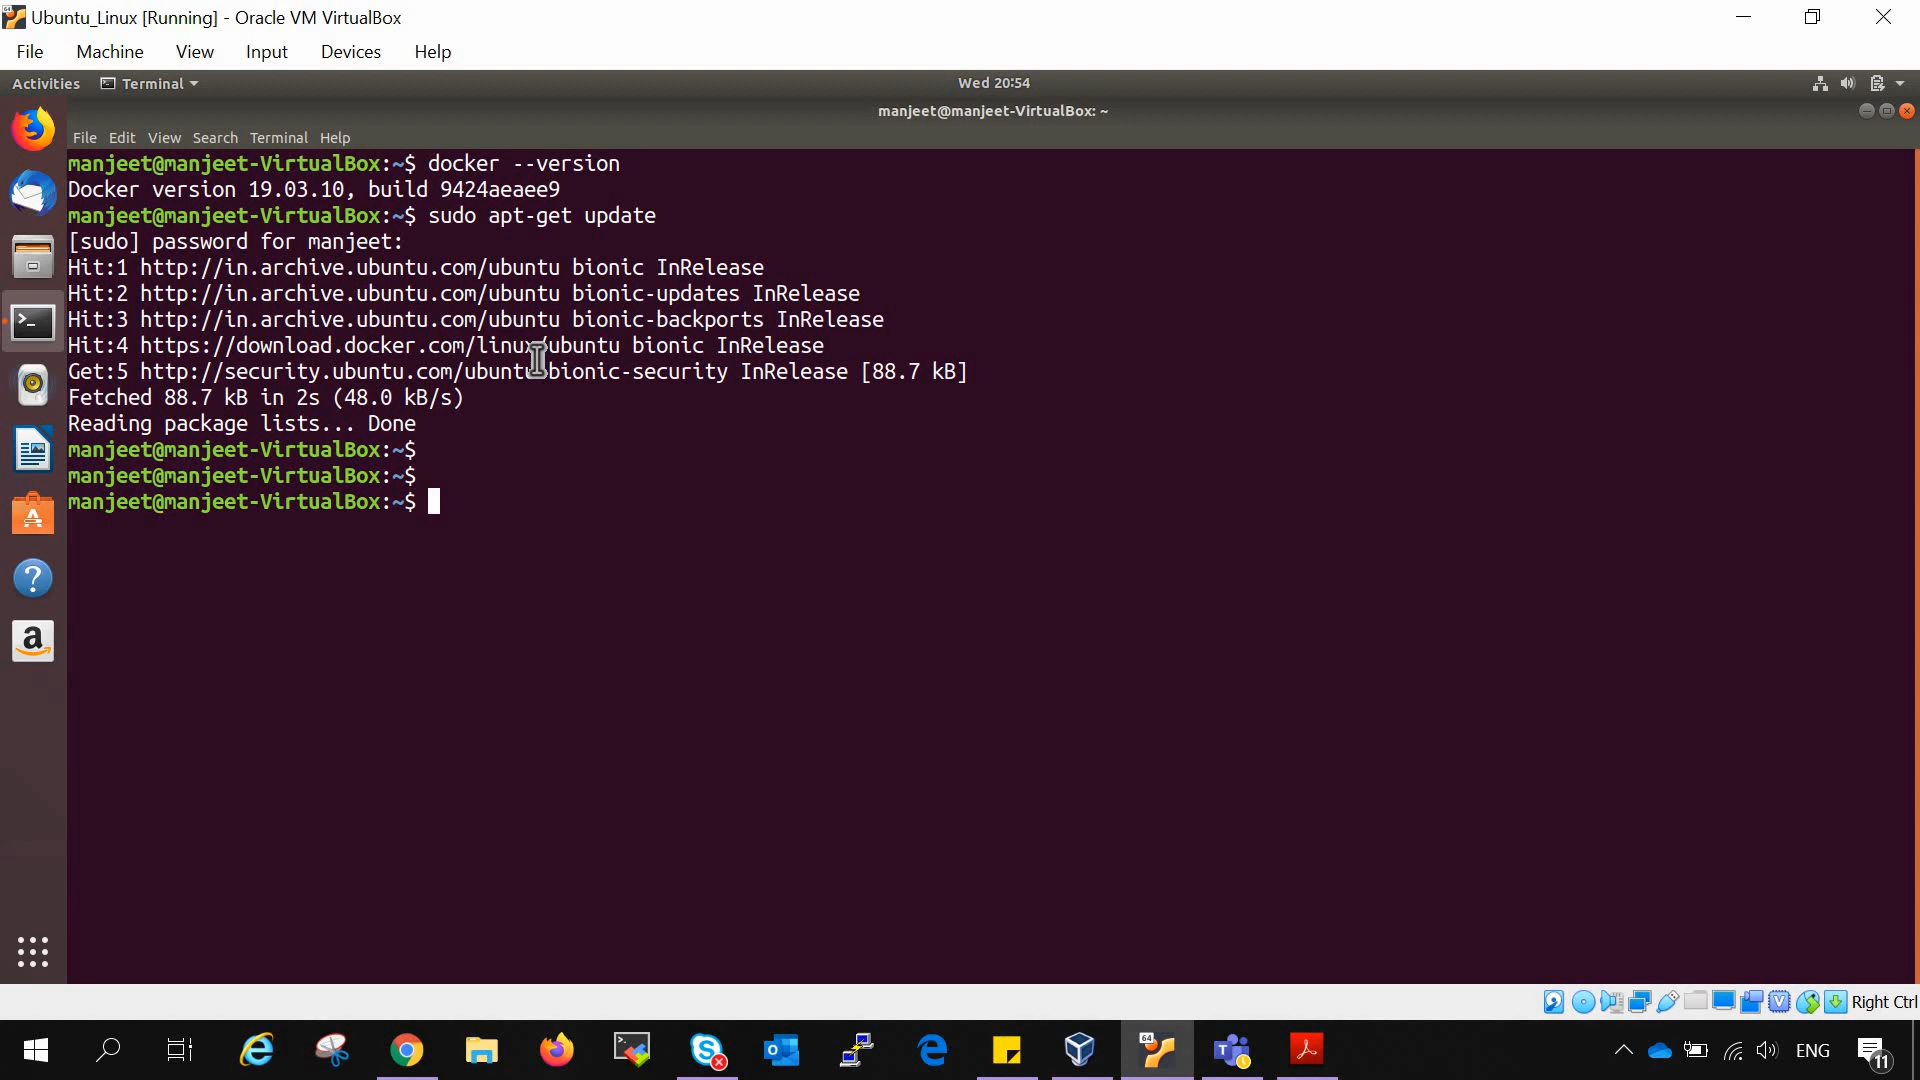 Ubuntu_Linux [Running] - Oracle VM VirtualBox
File Machine View Input Devices Help
Activities Terminal Wed 20:54
manjeet@manjeet-VirtualBox: ~
File Edit View Search Terminal Help
manjeet@manjeet-VirtualBox:~$ docker --version
Docker version 19.03.10, build 9424aeaee9
manjeet@manjeet-VirtualBox:~$ sudo apt-get update
[sudo] password for manjeet:
Hit:1 http://in.archive.ubuntu.com/ubuntu bionic InRelease
Hit:2 http://in.archive.ubuntu.com/ubuntu bionic-updates InRelease
Hit:3 http://in.archive.ubuntu.com/ubuntu bionic-backports InRelease
Hit:4 https://download.docker.com/linux/ubuntu bionic InRelease
Get:5 http://security.ubuntu.com/ubuntu bionic-security InRelease [88.7 kB]
Fetched 88.7 kB in 2s (48.0 kB/s)
Reading package lists... Done
manjeet@manjeet-VirtualBox:~$
manjeet@manjeet-VirtualBox:~$
manjeet@manjeet-VirtualBox:~$
Right Ctrl
64
ENG
11